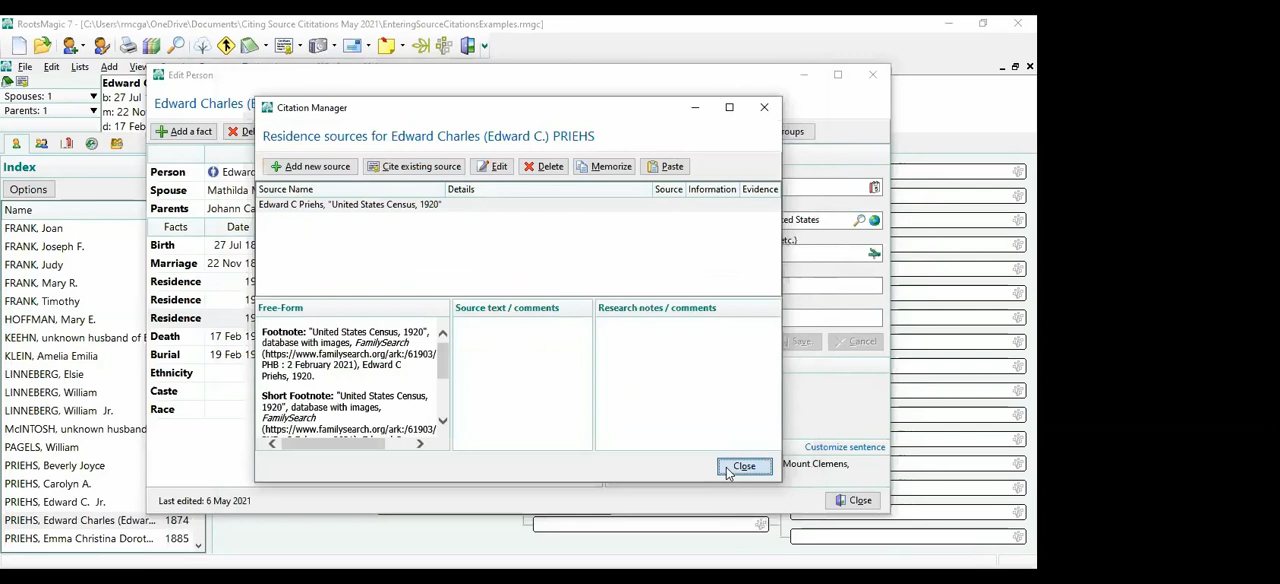 RootsMagic 7 - [C:\Users\rmcga\OneDrive\Documents\Citing Source Cititations May 2021\EnteringSourceCitationsExamples.rmgc]
File Edit Lists Add View
Edward C
Spouses: 1
b: 27 Jul
Parents: 1
m: 22 Nov
d: 17 Feb
Index
Options
Name
FRANK, Joan
FRANK, Joseph F.
FRANK, Judy
FRANK, Mary R.
FRANK, Timothy
HOFFMAN, Mary E.
KEEHN, unknown husband of E
KLEIN, Amelia Emilia
LINNEBERG, Elsie
LINNEBERG, William
LINNEBERG, William Jr.
McINTOSH, unknown husband
PAGELS, William
PRIEHS, Beverly Joyce
PRIEHS, Carolyn A.
PRIEHS, Edward C. Jr.
PRIEHS, Edward Charles (Edwar... 1874
PRIEHS, Emma Christina Dorot... 1885
Edit Person
Edward Charles (E
Add a fact
Del
oups
Person Edward
Spouse Mathilda
Parents Johann Ca
Facts Date
Birth 27 Jul 18
Marriage 22 Nov 18
Residence 19
Residence 19
Residence 19
Death 17 Feb 19
Burial 19 Feb 19
Ethnicity
Caste
Race
ted States
etc.)
Save
Cancel
Customize sentence
Mount Clemens,
Last edited: 6 May 2021
Close
Citation Manager
Residence sources for Edward Charles (Edward C.) PRIEHS
Add new source
Cite existing source
Edit
Delete
Memorize
Paste
Source Name Details Source Information Evidence
Edward C Priehs, "United States Census, 1920"
Free-Form
Footnote: "United States Census, 1920",
database with images, FamilySearch
(https://www.familysearch.org/ark:/61903/
PHB : 2 February 2021), Edward C
Priehs, 1920.
Short Footnote: "United States Census,
1920", database with images,
FamilySearch
(https://www.familysearch.org/ark:/61903/
Source text / comments
Research notes / comments
Close